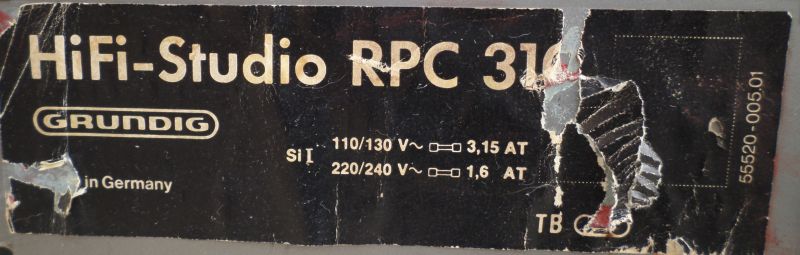 HiFi-Studio RPC 310
GRUNDIG
Si I
110/130 V~ 3,15 AT
220/240 V~ 1,6 AT
in Germany
TB
55520-005.01